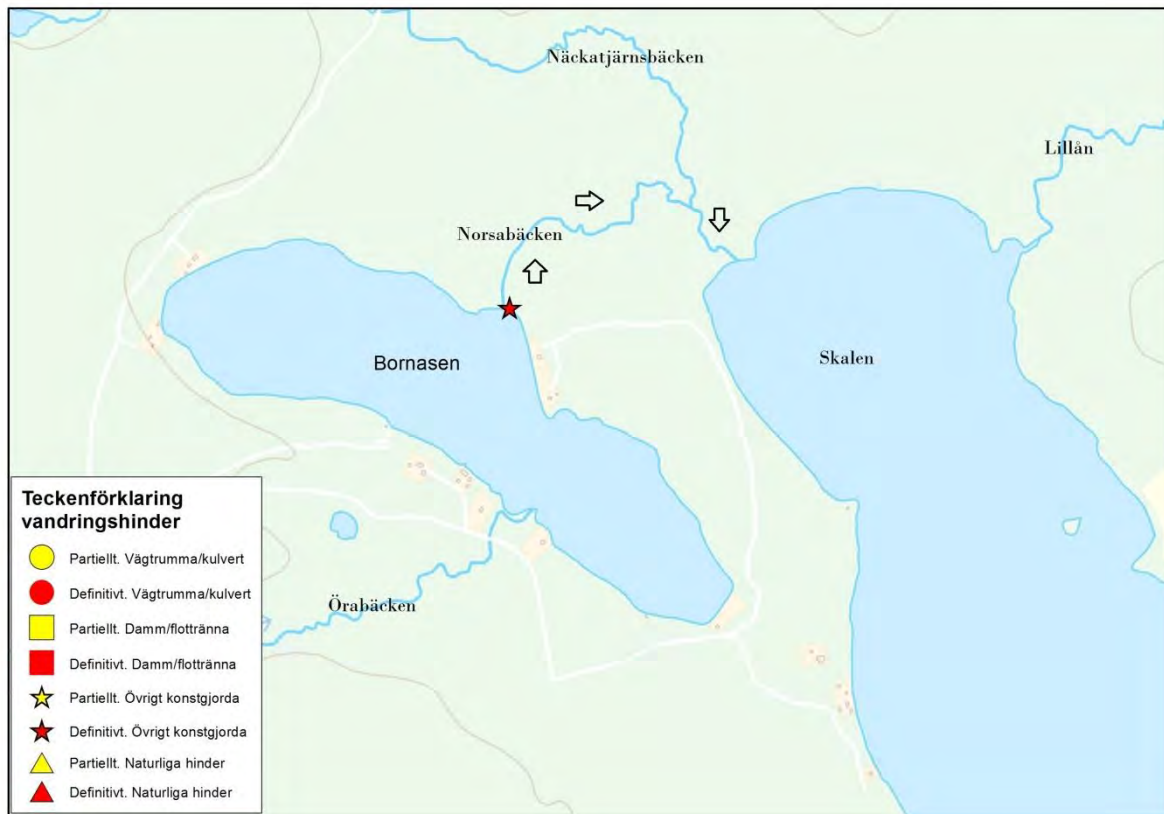 Näckatjärnsbäcken
Lillån
Norsabäcken
Skalen
Bornasen
Örabäcken
Teckenförklaring
vandringshinder
Partiellt. Vägtrumma/kulvert
Definitivt. Vägtrumma/kulvert
Partiellt. Damm/flottränna
Definitivt. Damm/flottränna
Partiellt. Övrigt konstgjorda
Definitivt. Övrigt konstgjorda
Partiellt. Naturliga hinder
Definitivt. Naturliga hinder